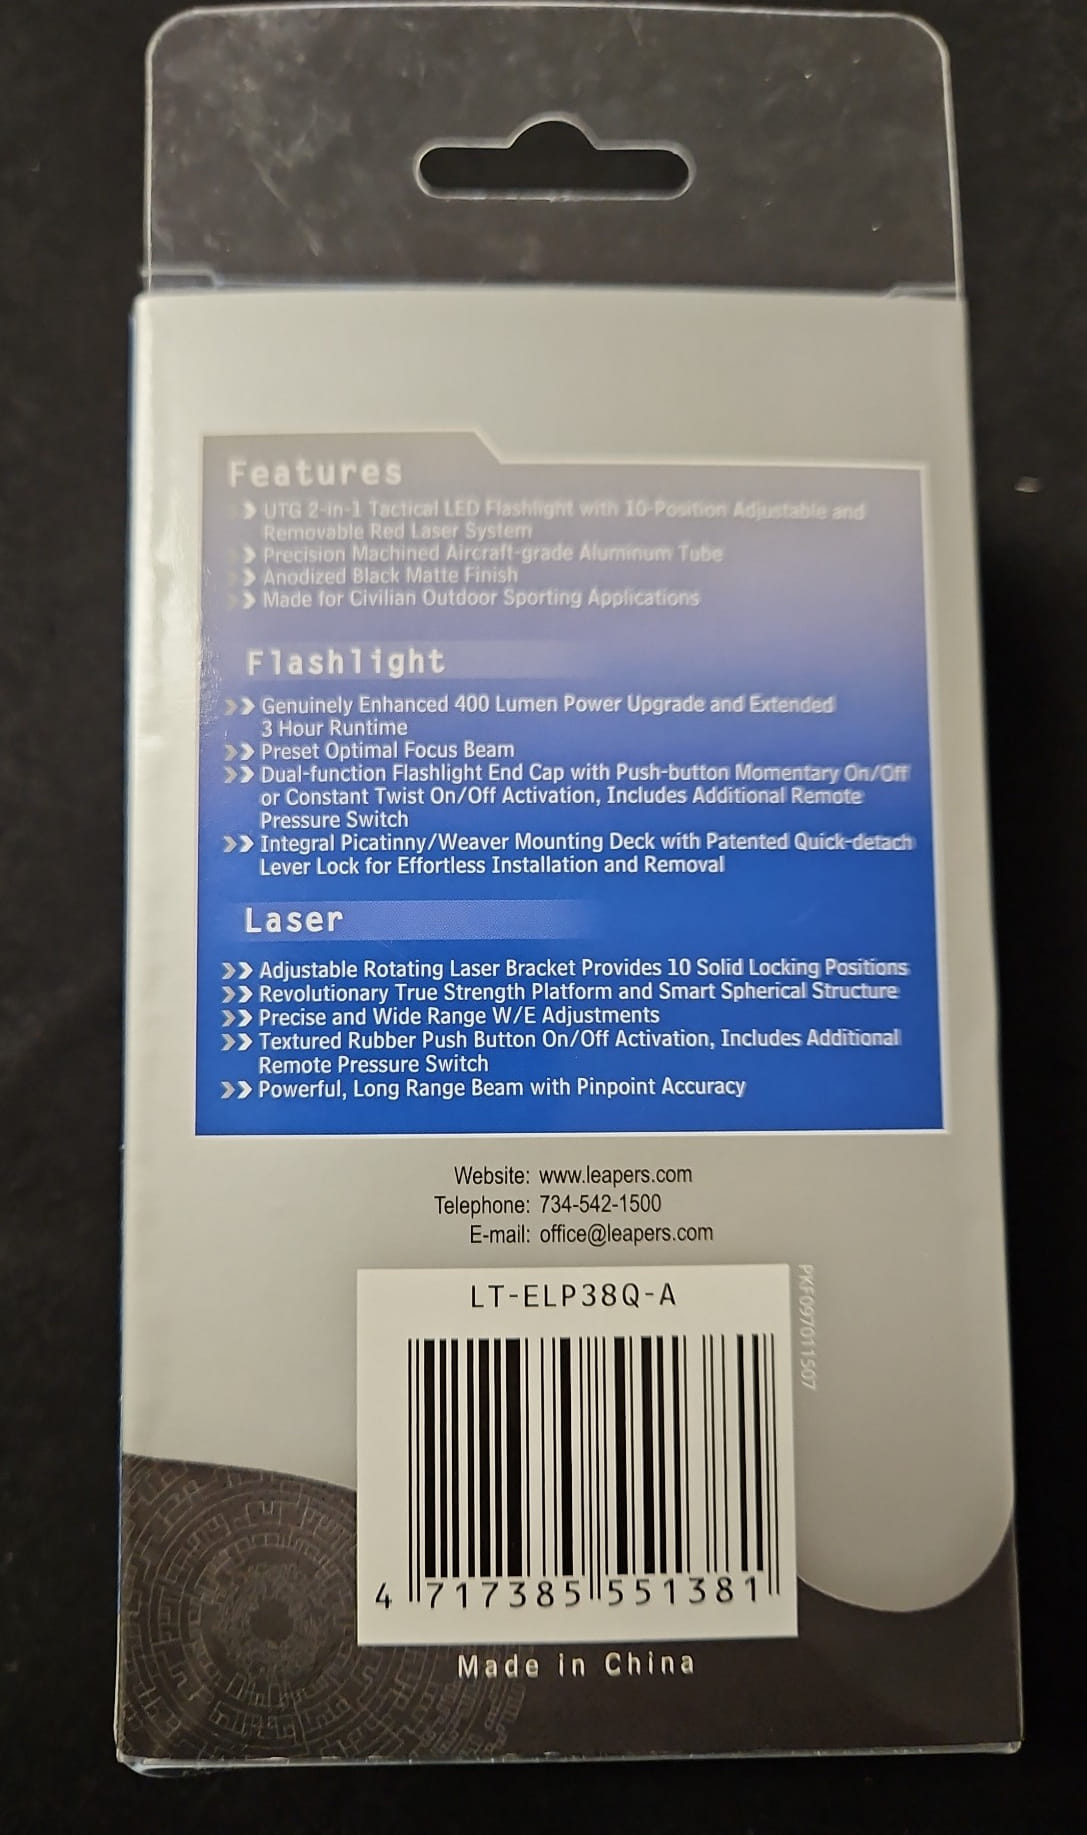 Features
UTG 2-in-1 Tactical LED Flashlight with 10-Position Adjustable and
Removable Red Laser System
Precision Machined Aircraft-grade Aluminum Tube
Anodized Black Matte Finish
Made for Civilian Outdoor Sporting Applications
Flashlight
Genuinely Enhanced 400 Lumen Power Upgrade and Extended
3 Hour Runtime
Preset Optimal Focus Beam
Dual-function Flashlight End Cap with Push-button Momentary On/Off
or Constant Twist On/Off Activation, Includes Additional Remote
Pressure Switch
Integral Picatinny/Weaver Mounting Deck with Patented Quick-detach
Lever Lock for Effortless Installation and Removal
Laser
Adjustable Rotating Laser Bracket Provides 10 Solid Locking Positions
Revolutionary True Strength Platform and Smart Spherical Structure
Precise and Wide Range W/E Adjustments
Textured Rubber Push Button On/Off Activation, Includes Additional
Remote Pressure Switch
Powerful, Long Range Beam with Pinpoint Accuracy
Website: www.leapers.com
Telephone: 734-542-1500
E-mail: office@leapers.com
LT-ELP38Q-A
PKF097011507
4 717385 551381
Made in China